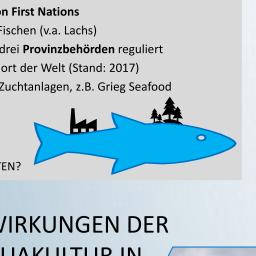 on First Nations
Fischen (v.a. Lachs)
drei Provinzbehörden reguliert
ort der Welt (Stand: 2017)
Zuchtanlagen, z.B. Grieg Seafood
TEN?
WIRKUNGEN DER
UAKULTUR IN